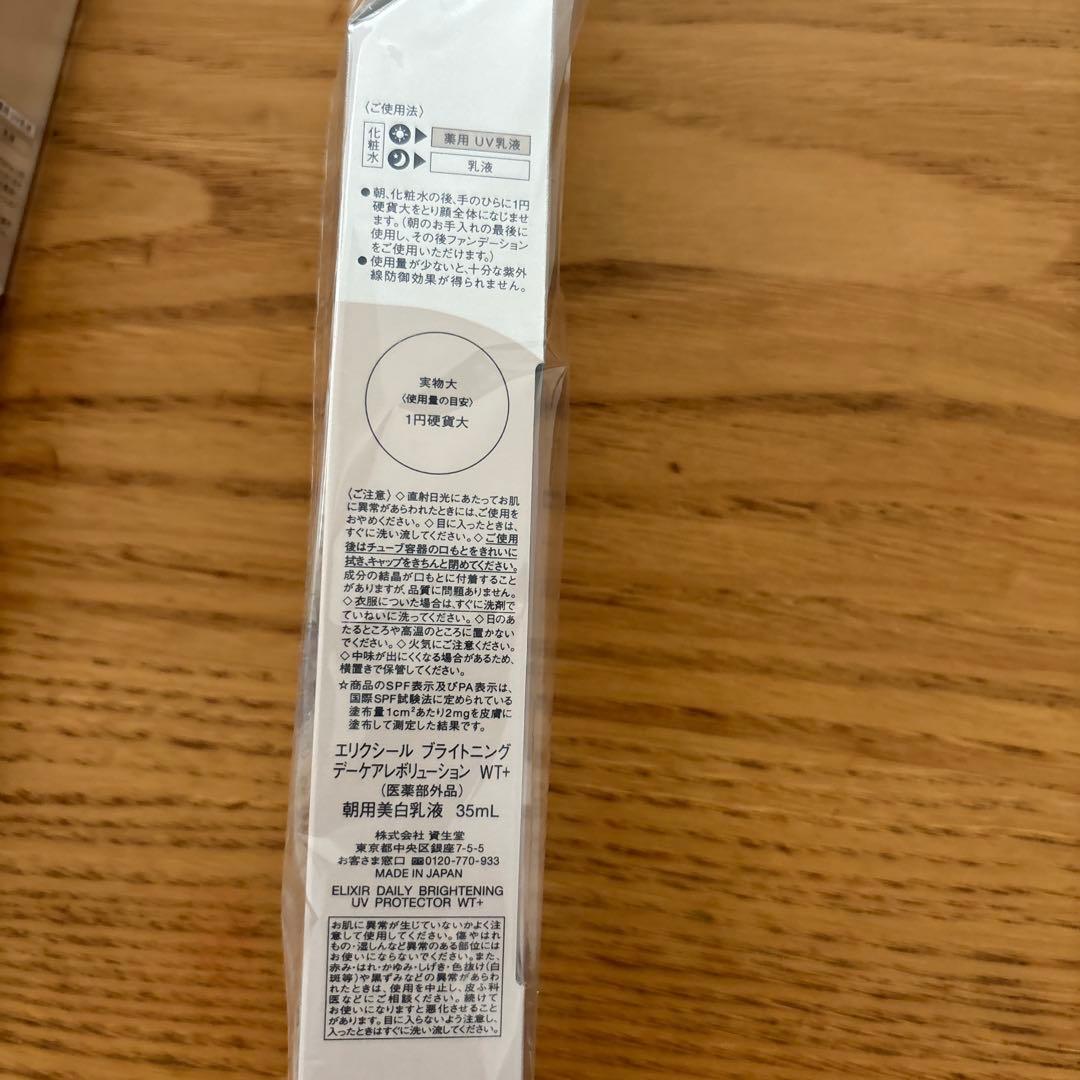 〈ご使用法〉
化粧水
薬用 UV乳液
乳液
●朝、化粧水の後、手のひらに1円
硬貨大をとり顔全体になじませ
ます。(朝のお手入れの最後に
使用し、その後ファンデーション
をご使用いただけます。)
●使用量が少ないと、十分な紫外
線防御効果が得られません。
実物大
〈使用量の目安〉
1円硬貨大
〈ご注意〉◇直射日光にあたってお肌
に異常があらわれたときには、ご使用を
おやめください。◇目に入ったときは、
すぐに洗い流してください。◇ご使用
後はチューブ容器の口もとをきれいに
拭き、キャップをきちんと閉めてください。
成分の結晶が口もとに付着すること
がありますが、品質に問題ありません。
◇衣服についた場合は、すぐに洗剤で
ていねいに洗ってください。◇日のあ
たるところや高温のところに置かない
でください。◇火気にご注意ください。
◇中味が出にくくなる場合があるため、
横置きで保管してください。
☆商品のSPF表示及びPA表示は、
国際SPF試験法に定められている
塗布量1cm²あたり2mgを皮膚に
塗布して測定した結果です。
エリクシール ブライトニング
デーケアレボリューション WT+
(医薬部外品)
朝用美白乳液 35mL
株式会社 資生堂
東京都中央区銀座7-5-5
お客さま窓口 0120-770-933
MADE IN JAPAN
ELIXIR DAILY BRIGHTENING
UV PROTECTOR WT+
お肌に異常が生じていないかよく注
意して使用してください。傷やはれ
もの・湿しんなど異常のある部位には
お使いにならないでください。また、
赤み・はれ・かゆみ・しげき・色抜け(白
斑等)や黒ずみなどの異常があらわ
れたときは、使用を中止し、皮ふ科
医などにご相談ください。続けて
お使いになりますと悪化させること
があります。目に入らないよう注意し、
入ったときはすぐに洗い流してください。